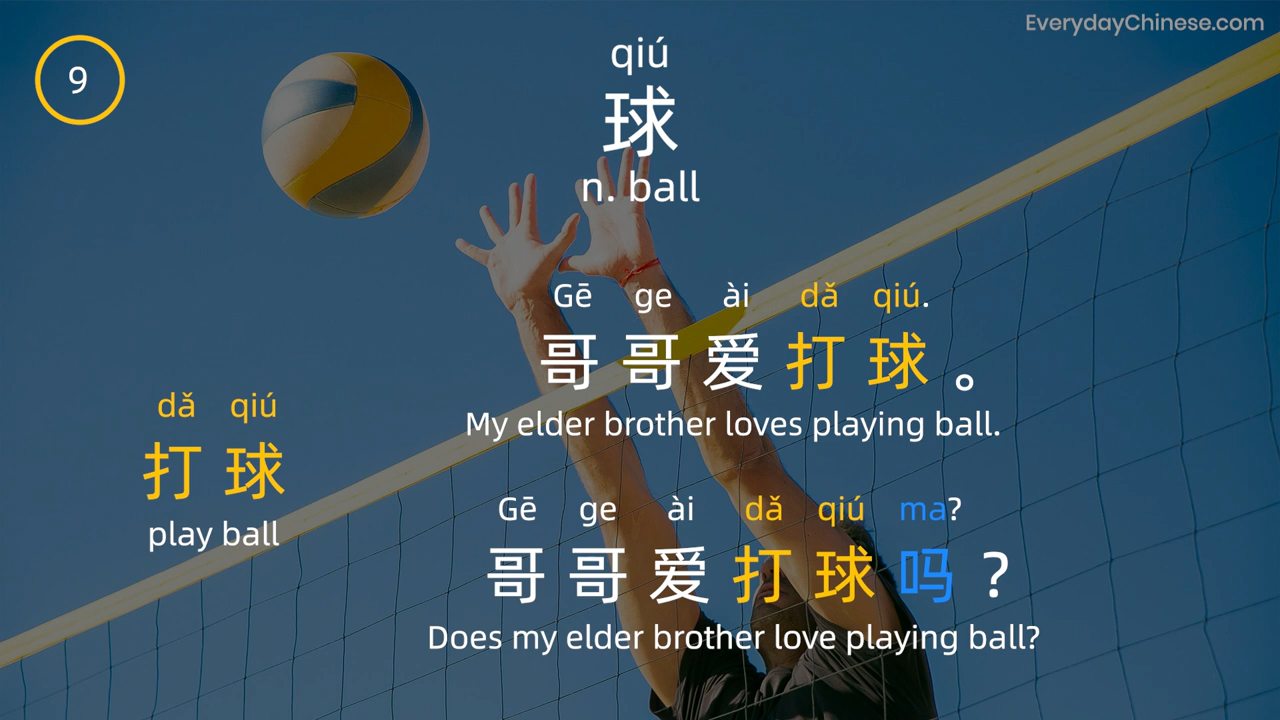 EverydayChinese.com
9
qiú
球
n. ball
Gē ge ài dǎ qiú.
哥哥爱打球。
My elder brother loves playing ball.
dǎ qiú
打球
play ball
Gē ge ài dǎ qiú ma?
哥哥爱打球吗？
Does my elder brother love playing ball?